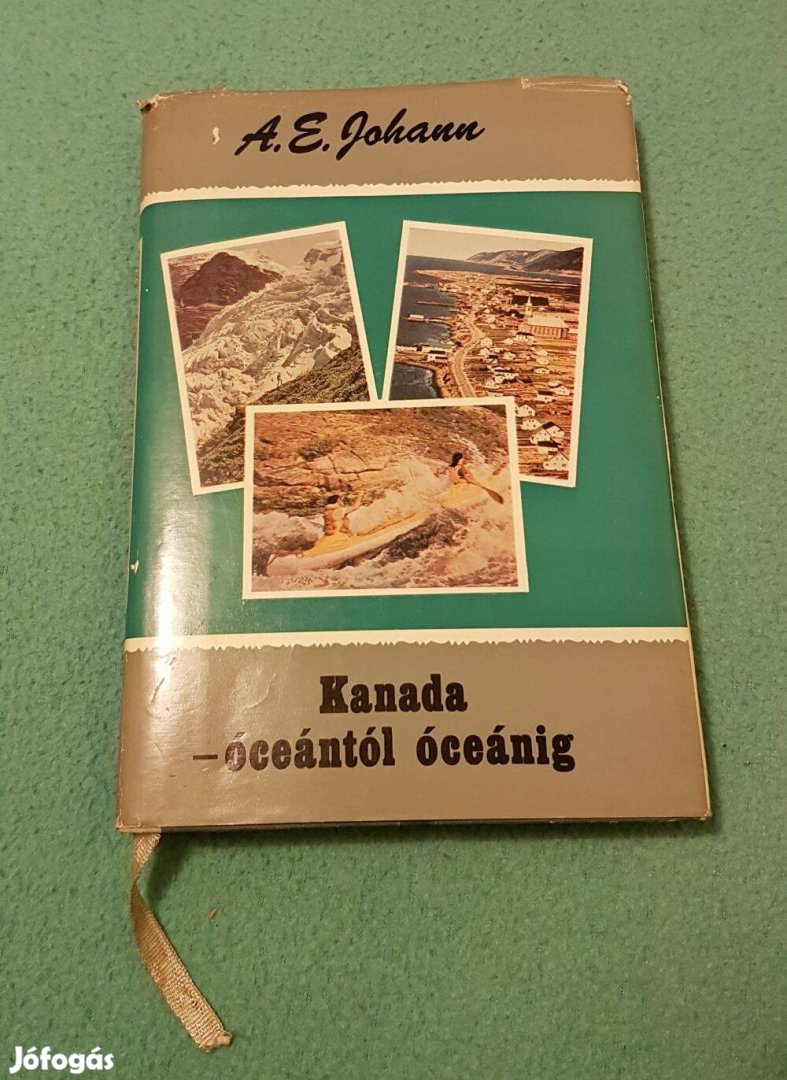 A. E. Johann
Kanada
– óceántól óceánig
Jófogás